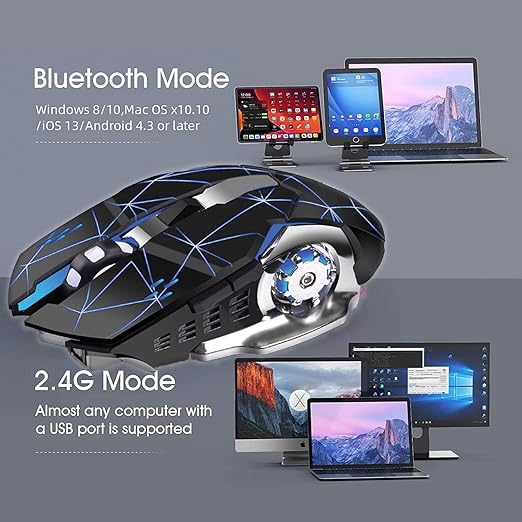 Bluetooth Mode
Windows 8/10,Mac OS x10.10
/iOS 13/Android 4.3 or later
2.4G Mode
Almost any computer with
a USB port is supported